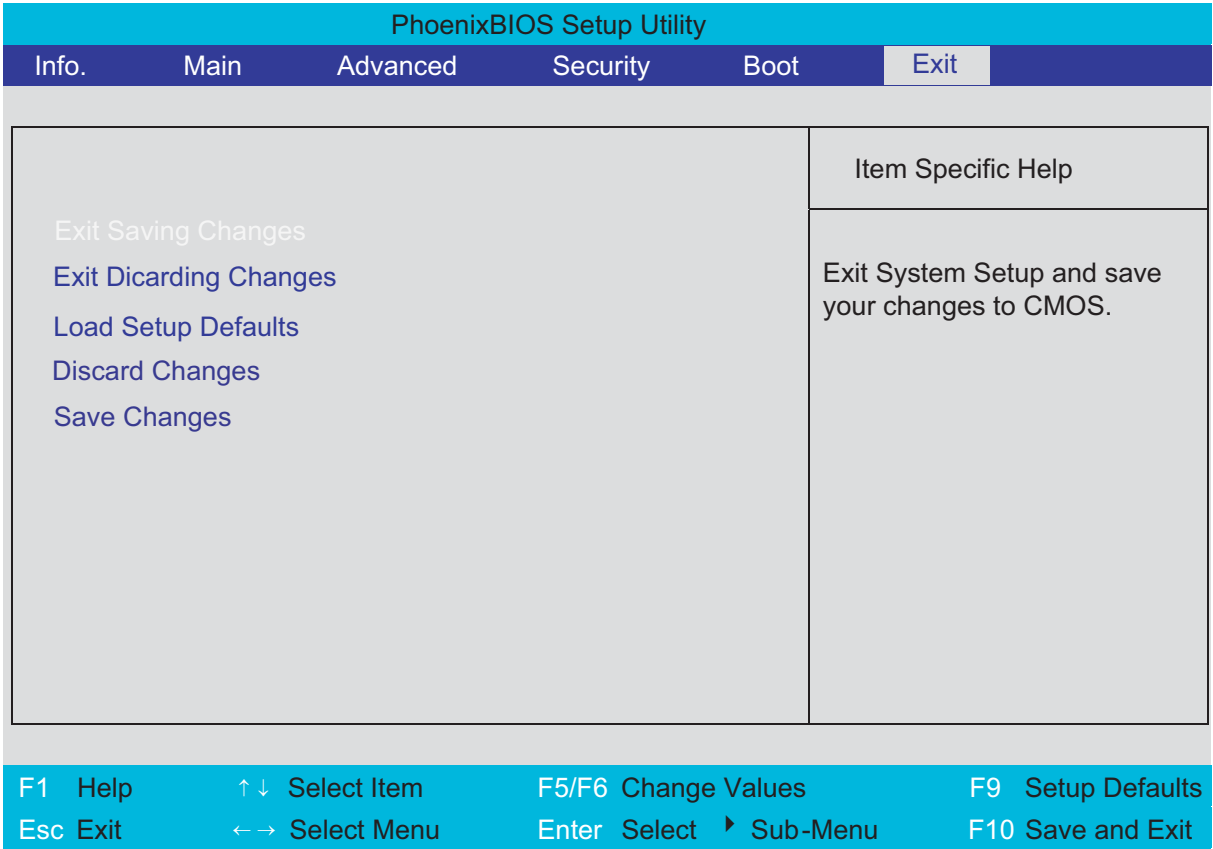 PhoenixBIOS Setup Utility
Info. Main Advanced Security Boot Exit
Item Specific Help
Exit Saving Changes
Exit Dicarding Changes
Load Setup Defaults
Discard Changes
Save Changes
Exit System Setup and save
your changes to CMOS.
F1 Help ↑↓ Select Item F5/F6 Change Values F9 Setup Defaults
Esc Exit ←→ Select Menu Enter Select ▸ Sub-Menu F10 Save and Exit